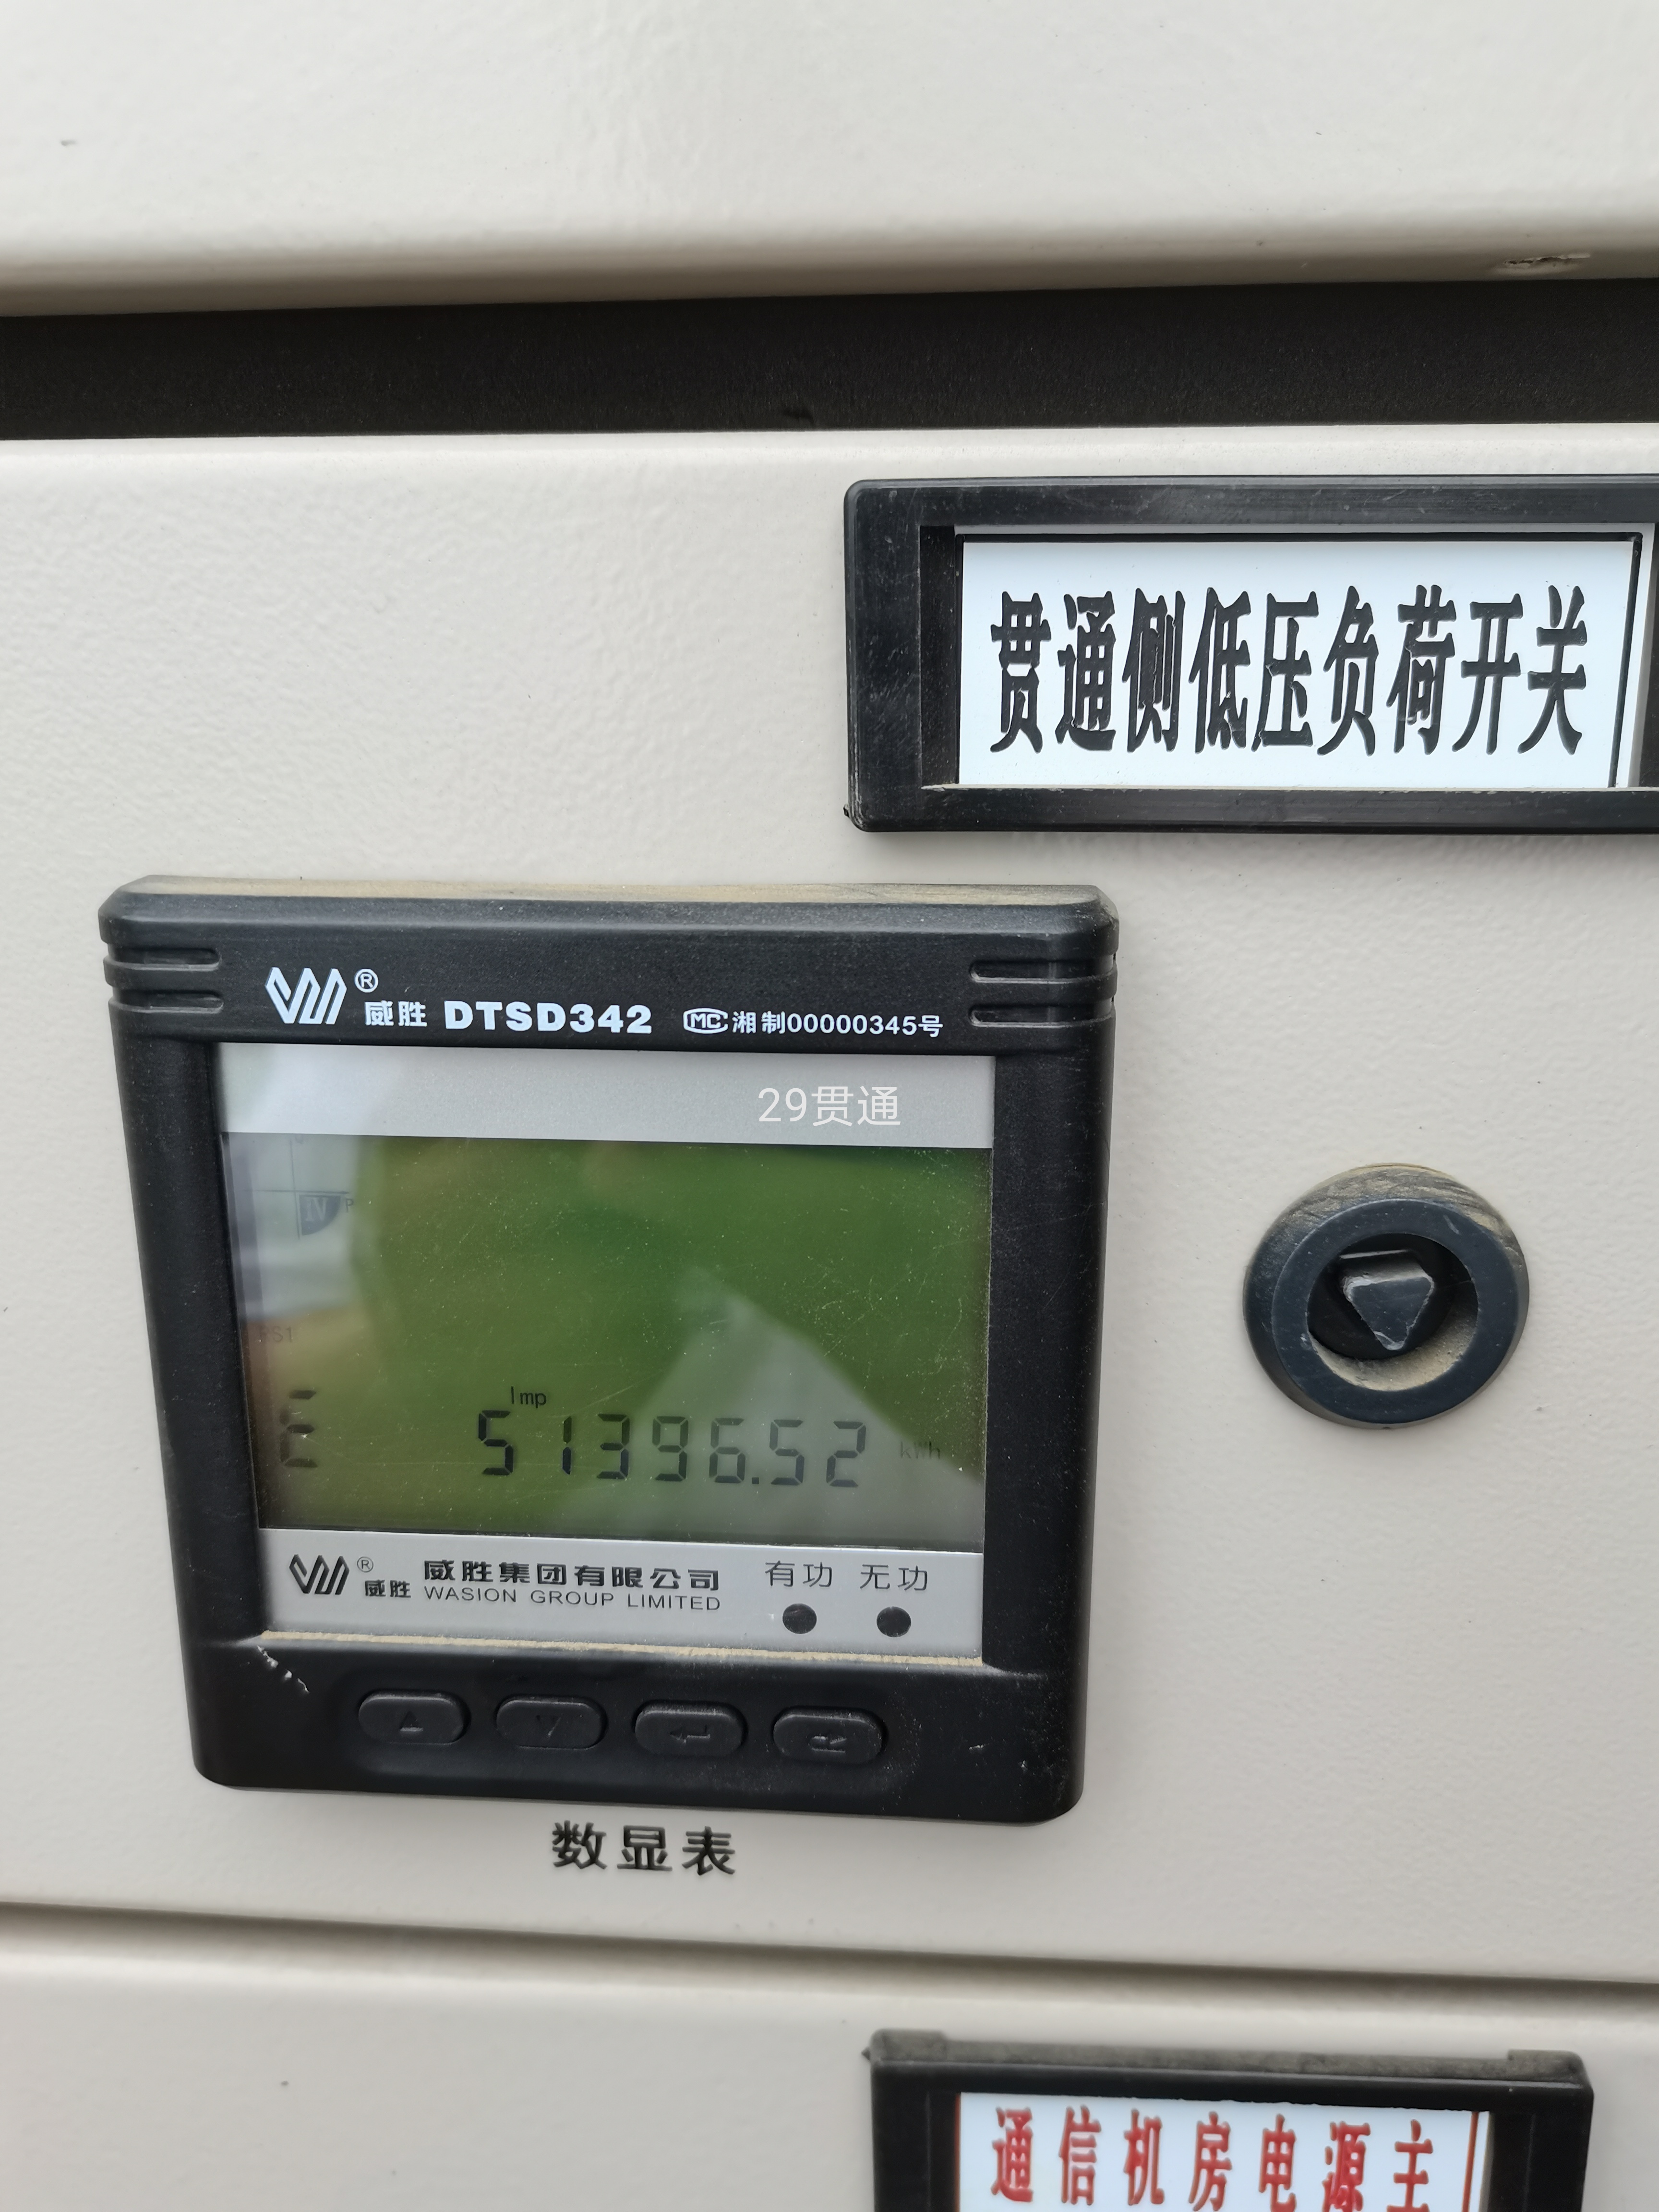 贯通侧低压负荷开关
威胜 DTSD342 MC 湘制00000345号
29贯通
IV P
Imp
E 51396.52 kWh
威胜 威胜集团有限公司 有功 无功
WASION GROUP LIMITED
R
数显表
通信机房电源主